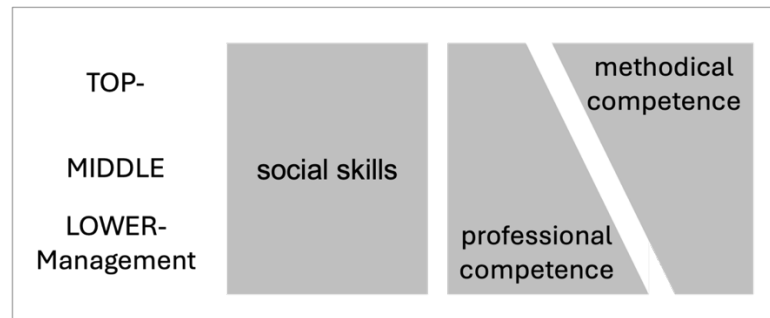 TOP-
MIDDLE
LOWER-
Management
social skills
professional
competence
methodical
competence